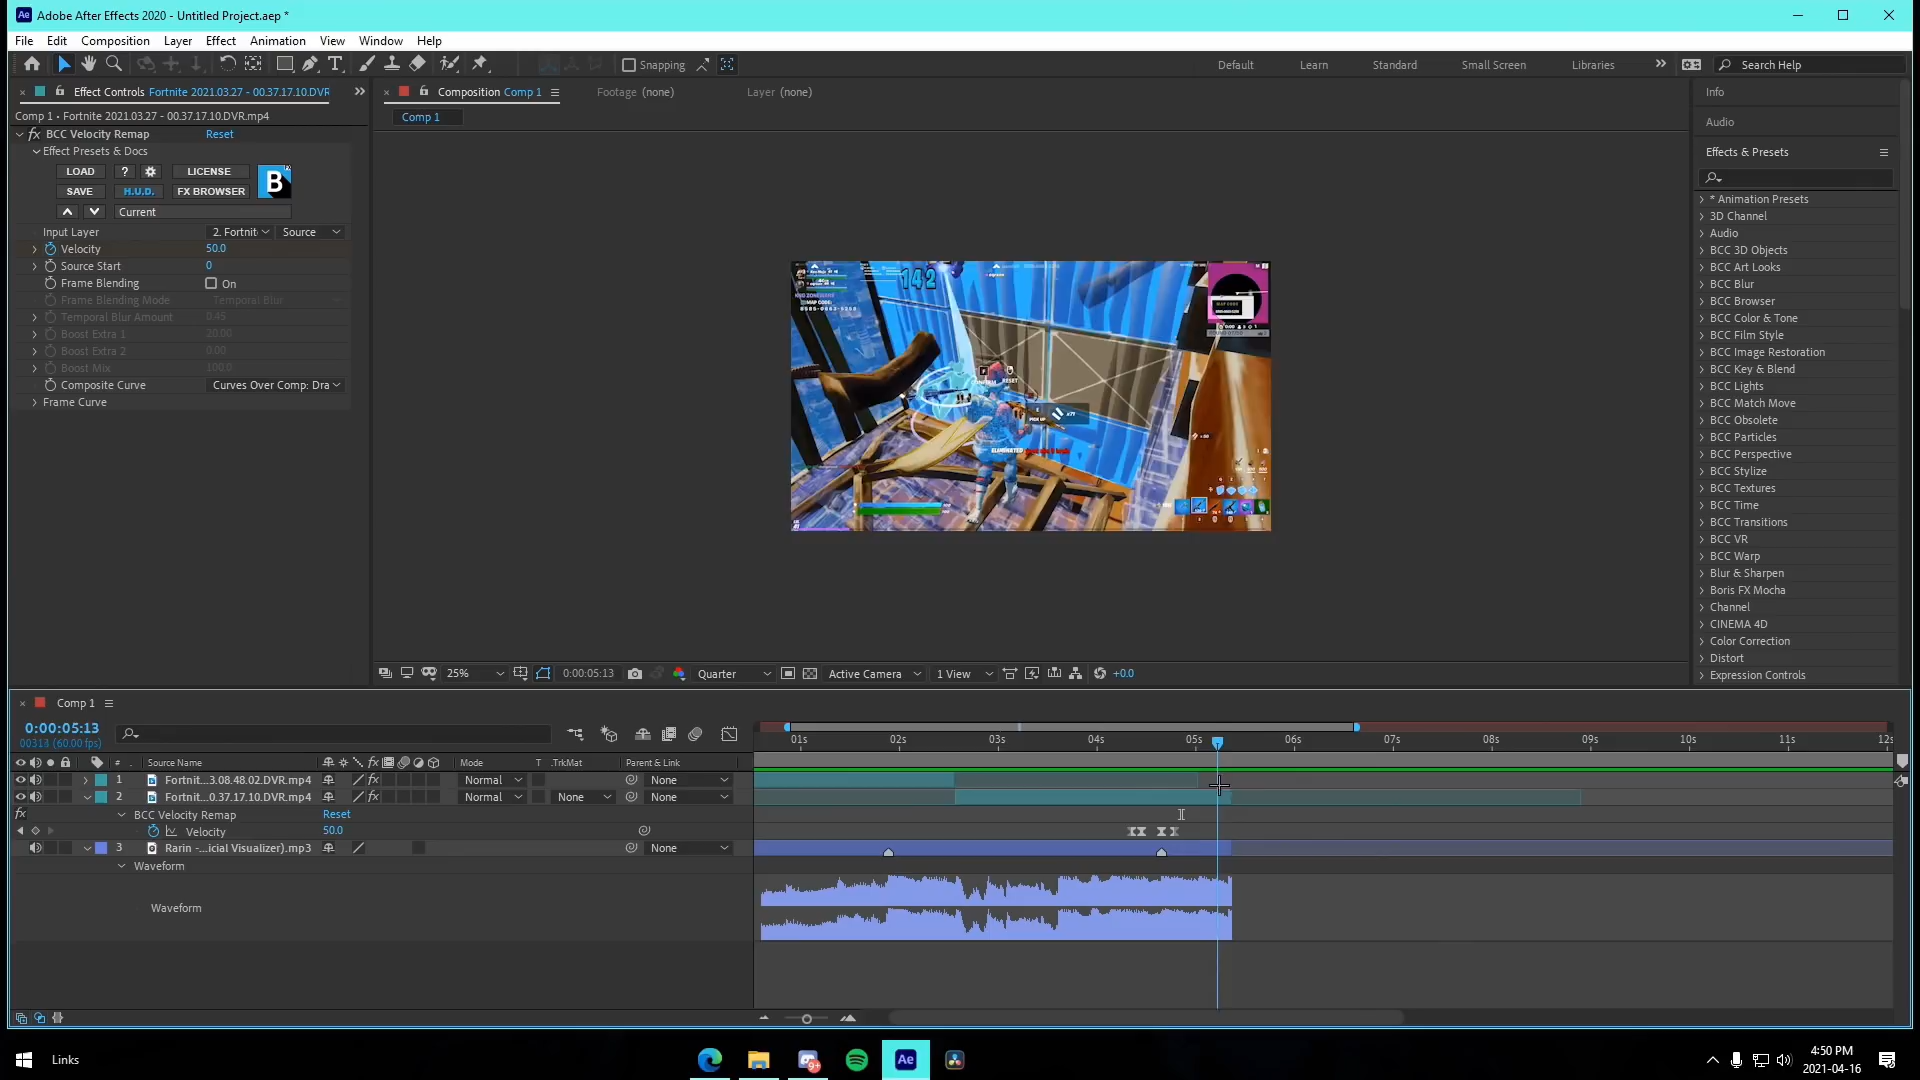 Adobe After Effects 2020 - Untitled Project.aep *
File Edit Composition Layer Effect Animation View Window Help
Snapping
Default Learn Standard Small Screen Libraries Search Help
Effect Controls Fortnite 2021.03.27 - 00.37.17.10.DVR
Composition Comp 1
Footage (none)
Layer (none)
Comp 1 • Fortnite 2021.03.27 - 00.37.17.10.DVR.mp4
Comp 1
BCC Velocity Remap Reset
Effect Presets & Docs
LOAD ? LICENSE
B
SAVE H.U.D. FX BROWSER
Current
Input Layer 2. Fortnit Source
Velocity 50.0
Source Start 0
Frame Blending On
Frame Blending Mode Temporal Blur
Temporal Blur Amount 0.45
Boost Extra 1 20.00
Boost Extra 2 0.00
Boost Mix 100.0
Composite Curve Curves Over Comp: Dra
Frame Curve
142
MAP CODE:
RESET
PICK UP
x71
ELIMINATED
Info
Audio
Effects & Presets
* Animation Presets
3D Channel
Audio
BCC 3D Objects
BCC Art Looks
BCC Blur
BCC Browser
BCC Color & Tone
BCC Film Style
BCC Image Restoration
BCC Key & Blend
BCC Lights
BCC Match Move
BCC Obsolete
BCC Particles
BCC Perspective
BCC Stylize
BCC Textures
BCC Time
BCC Transitions
BCC VR
BCC Warp
Blur & Sharpen
Boris FX Mocha
Channel
CINEMA 4D
Color Correction
Distort
Expression Controls
25% 0:00:05:13 Quarter Active Camera 1 View +0.0
Comp 1
0:00:05:13
00313 (60.00 fps)
01s 02s 03s 04s 05s 06s 07s 08s 09s 10s 11s 12s
# Source Name Mode T .TrkMat Parent & Link
1 Fortnit...3.08.48.02.DVR.mp4 Normal None
2 Fortnit...0.37.17.10.DVR.mp4 Normal None None
BCC Velocity Remap Reset
Velocity 50.0
3 Rarin -...icial Visualizer).mp3 None
Waveform
Waveform
Links
Ae
4:50 PM
2021-04-16